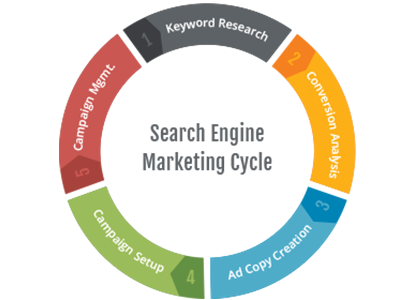 1
Keyword Research
2
Conversion Analysis
3
Ad Copy Creation
4
Campaign Setup
5
Campaign Mgmt.
Search Engine
Marketing Cycle